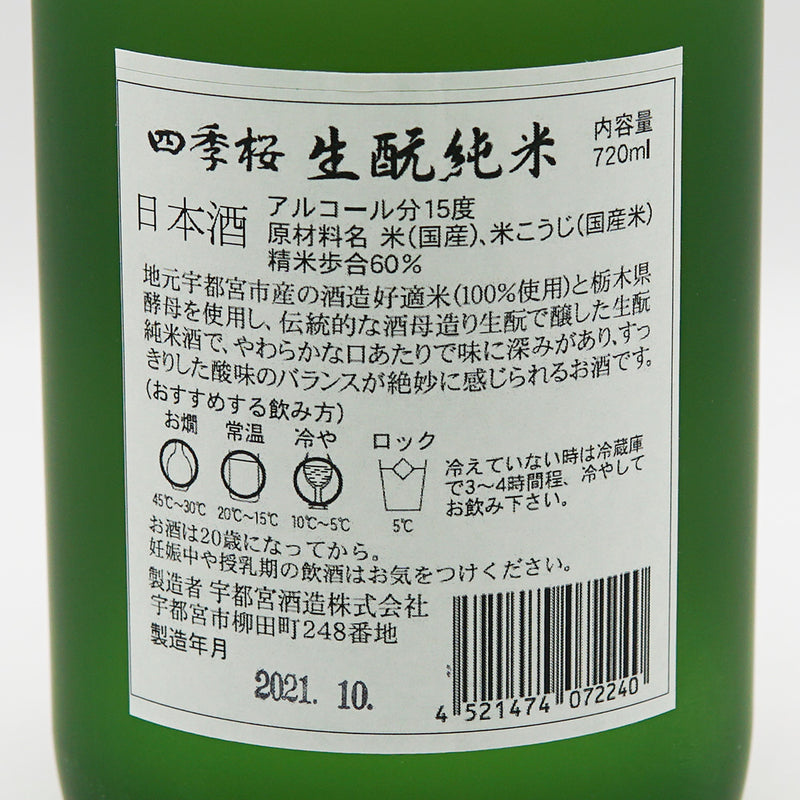 四季桜 生酛純米
内容量
720ml
日本酒
アルコール分15度
原材料名 米(国産)、米こうじ(国産米)
精米歩合60%
地元宇都宮市産の酒造好適米(100%使用)と栃木県
酵母を使用し、伝統的な酒母造り生酛で醸した生酛
純米酒で、やわらかな口あたりで味に深みがあり、すっ
きりした酸味のバランスが絶妙に感じられるお酒です。
(おすすめする飲み方)
お燗 常温 冷や ロック
45℃〜30℃ 20℃〜15℃ 10℃〜5℃ 5℃
冷えていない時は冷蔵庫
で3〜4時間程、冷やして
お飲み下さい。
お酒は20歳になってから。
妊娠中や授乳期の飲酒はお気をつけください。
製造者 宇都宮酒造株式会社
宇都宮市柳田町248番地
製造年月
2021. 10.
4 521474 072240